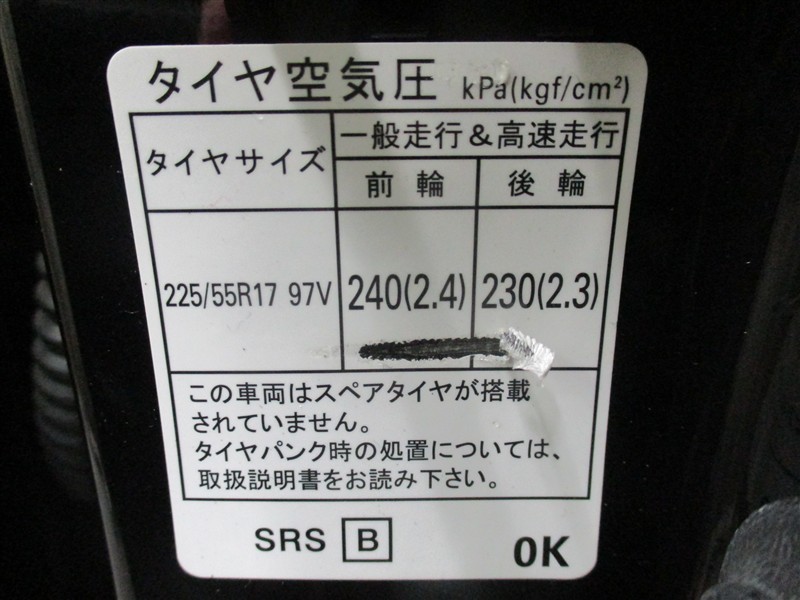 タイヤ空気圧 kPa(kgf/cm²)
タイヤサイズ
一般走行&高速走行
前輪 後輪
225/55R17 97V 240(2.4) 230(2.3)
この車両はスペアタイヤが搭載
されていません。
タイヤパンク時の処置については、
取扱説明書をお読み下さい。
SRS B OK